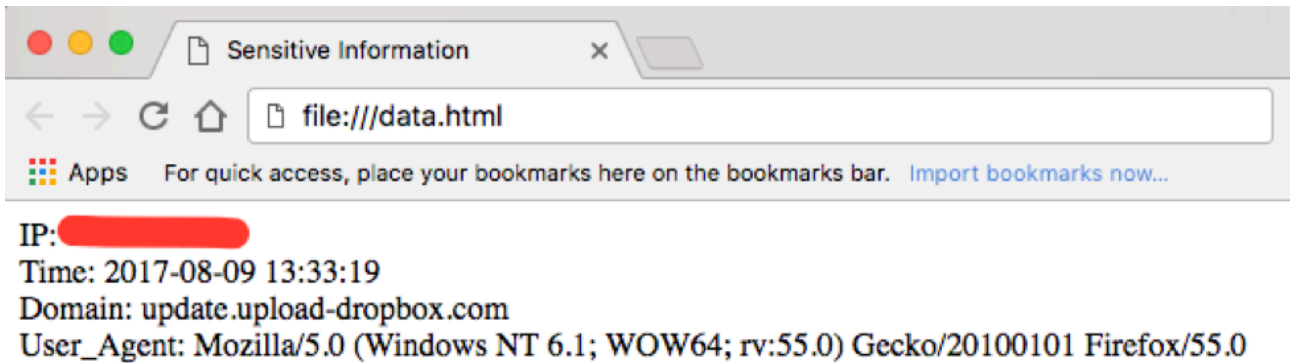 Sensitive Information
file:///data.html
Apps For quick access, place your bookmarks here on the bookmarks bar. Import bookmarks now...
IP:
Time: 2017-08-09 13:33:19
Domain: update.upload-dropbox.com
User_Agent: Mozilla/5.0 (Windows NT 6.1; WOW64; rv:55.0) Gecko/20100101 Firefox/55.0